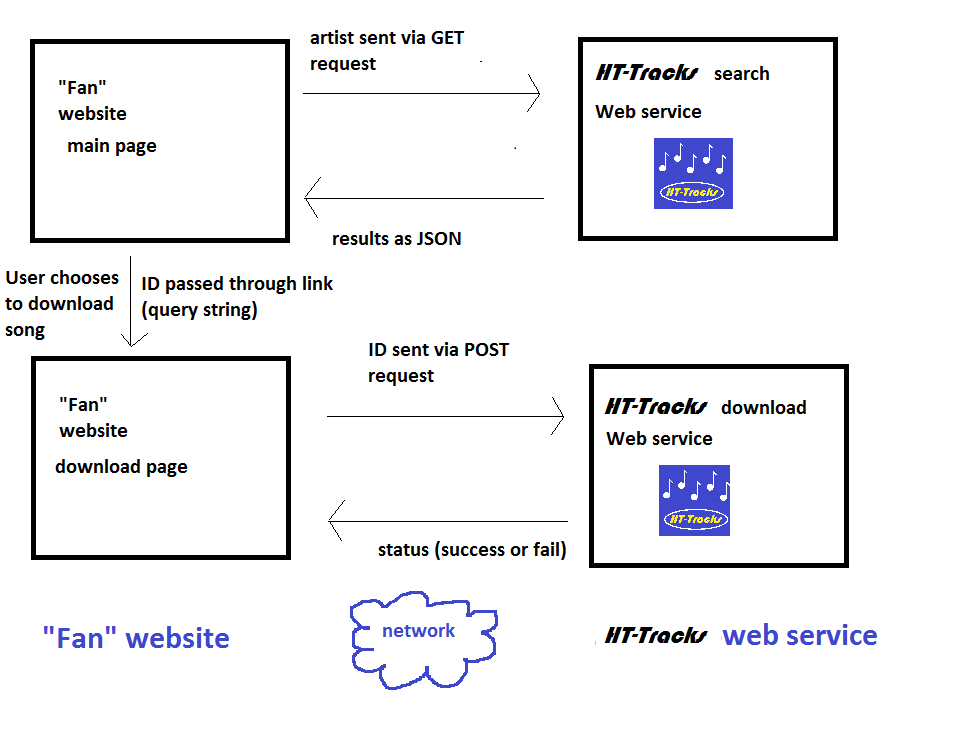 artist sent via GET
request
"Fan"
website
main page
HT-Tracks search
Web service
HT-Tracks
results as JSON
User chooses
to download
song
ID passed through link
(query string)
ID sent via POST
request
"Fan"
website
download page
HT-Tracks download
Web service
HT-Tracks
status (success or fail)
"Fan" website
network
HT-Tracks web service